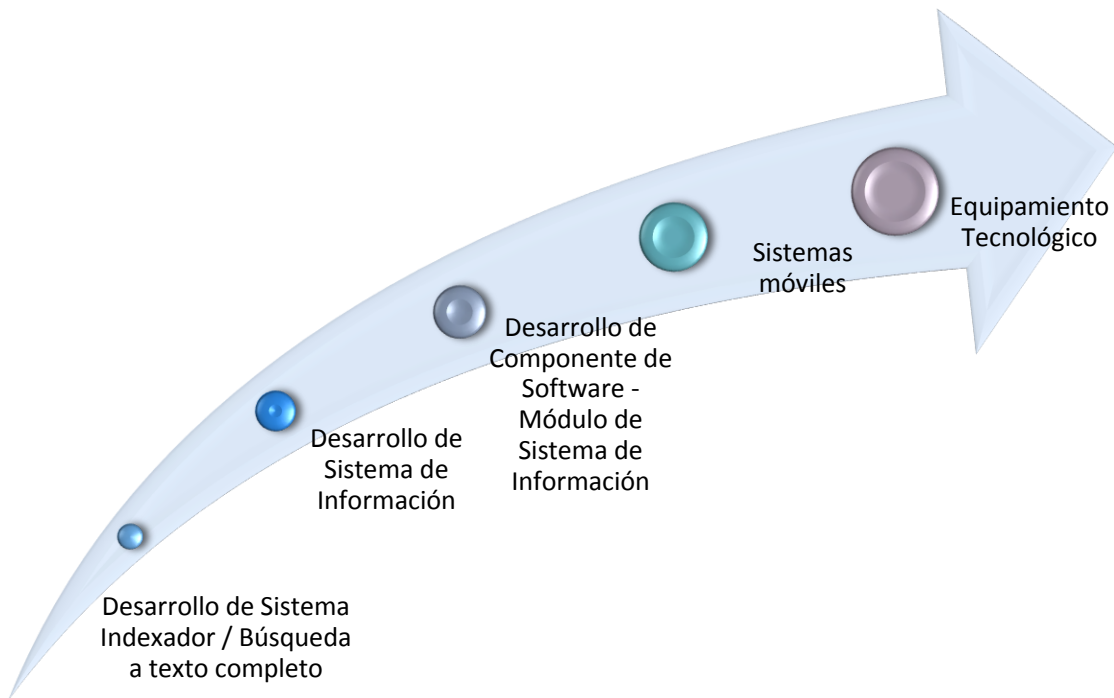 Desarrollo de Sistema
Indexador / Búsqueda
a texto completo
Desarrollo de
Sistema de
Información
Desarrollo de
Componente de
Software -
Módulo de
Sistema de
Información
Sistemas
móviles
Equipamiento
Tecnológico